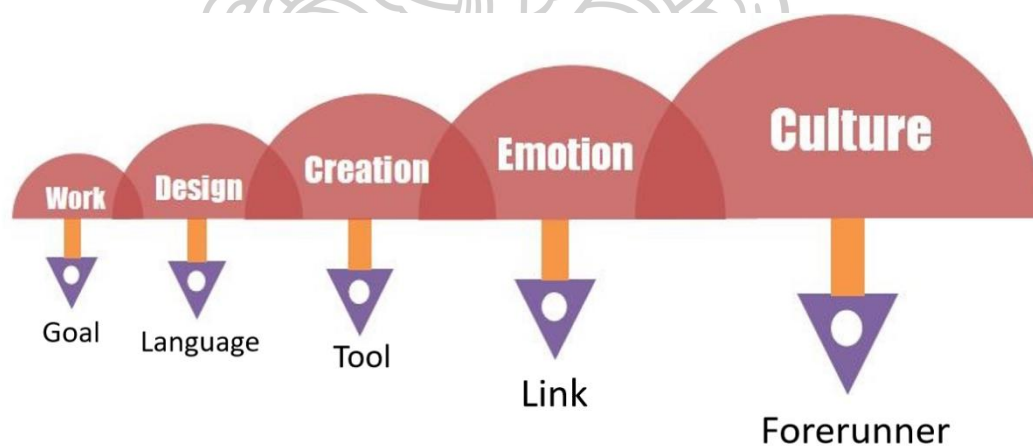 Work
Design
Creation
Emotion
Culture
Goal
Language
Tool
Link
Forerunner